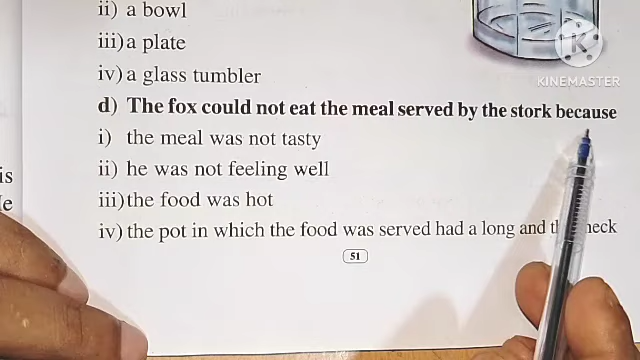 ii) a bowl
iii) a plate
iv) a glass tumbler
KINEMASTER
d) The fox could not eat the meal served by the stork because
i) the meal was not tasty
is
ii) he was not feeling well
iii) the food was hot
iv) the pot in which the food was served had a long and neck
51